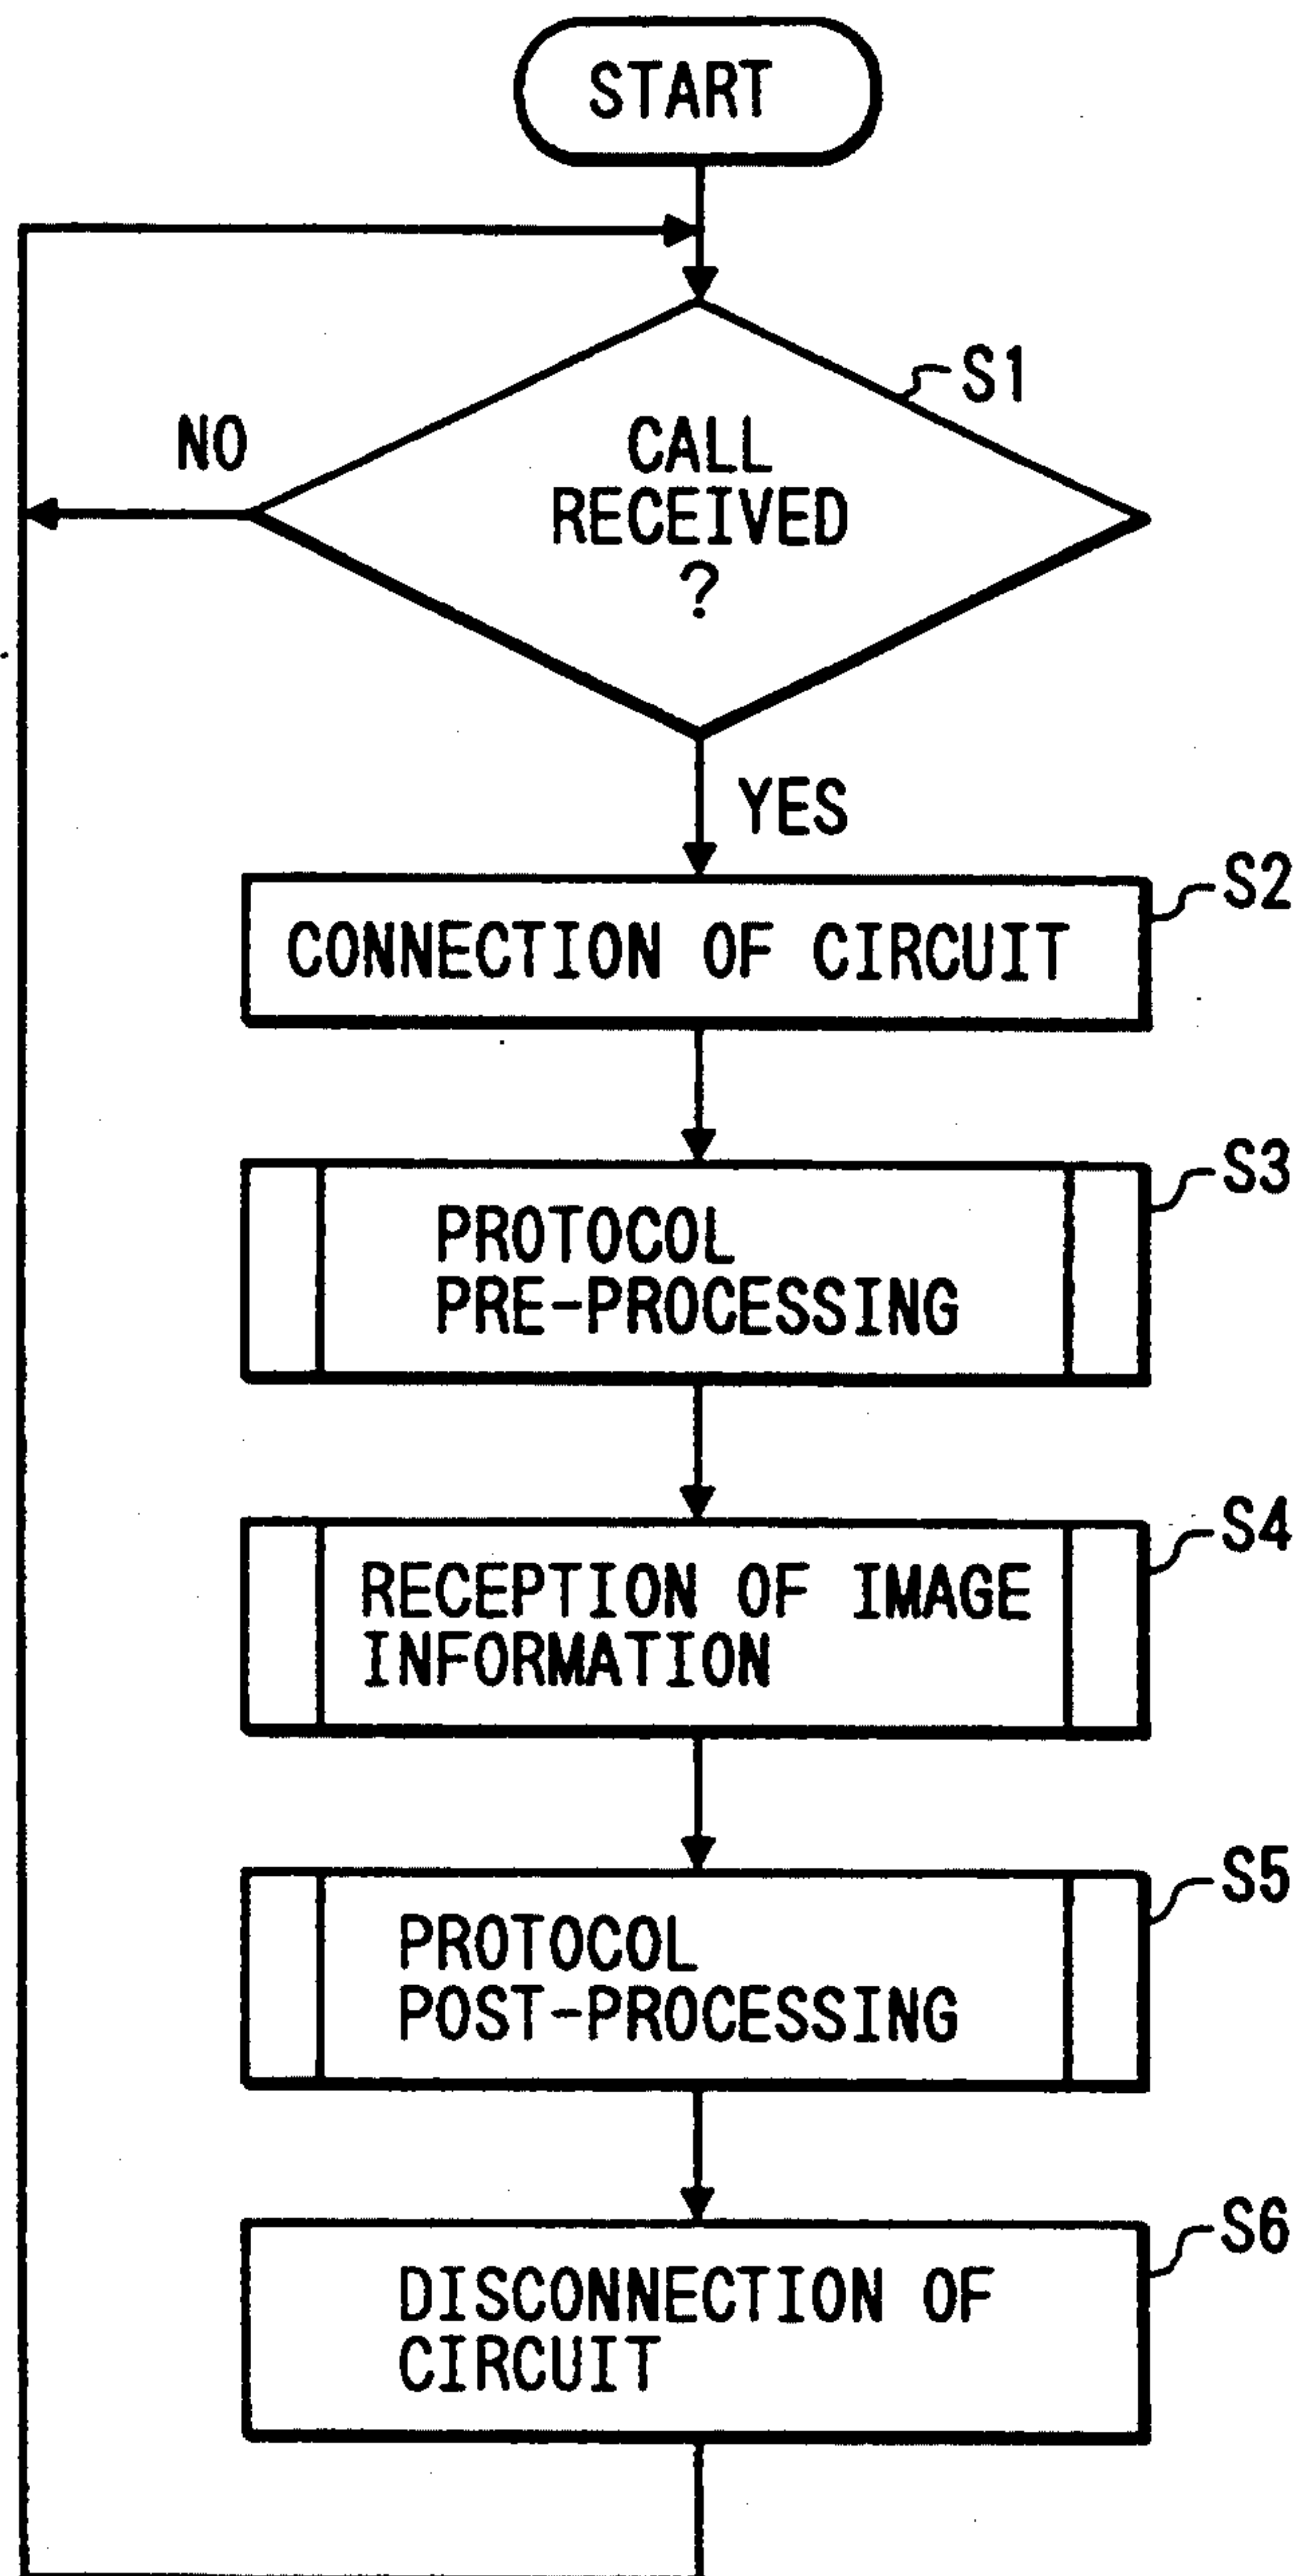 START
S1
NO
CALL
RECEIVED
?
YES
S2
CONNECTION OF CIRCUIT
S3
PROTOCOL
PRE-PROCESSING
S4
RECEPTION OF IMAGE
INFORMATION
S5
PROTOCOL
POST-PROCESSING
S6
DISCONNECTION OF
CIRCUIT